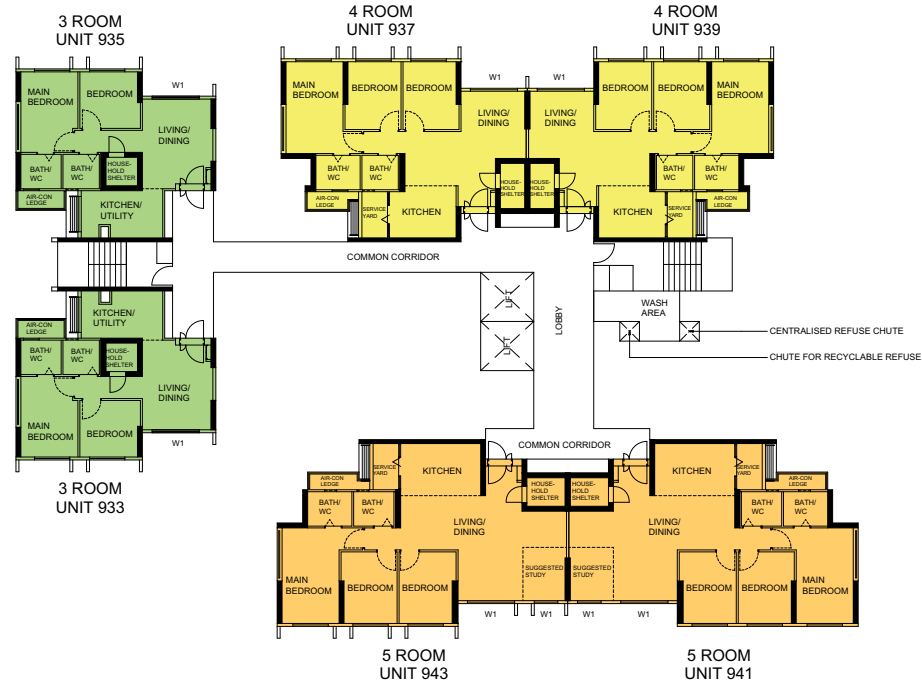 3 ROOM
UNIT 935
4 ROOM
UNIT 937
4 ROOM
UNIT 939
MAIN
BEDROOM
BEDROOM
W1
LIVING/
DINING
BATH/
WC
BATH/
WC
HOUSE-
HOLD
SHELTER
AIR-CON
LEDGE
KITCHEN/
UTILITY
MAIN
BEDROOM
BEDROOM
BEDROOM
W1
LIVING/
DINING
BATH/
WC
BATH/
WC
HOUSE-
HOLD
SHELTER
AIR-CON
LEDGE
SERVICE
YARD
KITCHEN
W1
LIVING/
DINING
BEDROOM
BEDROOM
MAIN
BEDROOM
HOUSE-
HOLD
SHELTER
BATH/
WC
BATH/
WC
KITCHEN
SERVICE
YARD
AIR-CON
LEDGE
COMMON CORRIDOR
LIFT
LIFT
LOBBY
WASH
AREA
CENTRALISED REFUSE CHUTE
CHUTE FOR RECYCLABLE REFUSE
KITCHEN/
UTILITY
AIR-CON
LEDGE
BATH/
WC
BATH/
WC
HOUSE-
HOLD
SHELTER
LIVING/
DINING
MAIN
BEDROOM
BEDROOM
W1
3 ROOM
UNIT 933
COMMON CORRIDOR
SERVICE
YARD
KITCHEN
AIR-CON
LEDGE
HOUSE-
HOLD
SHELTER
BATH/
WC
BATH/
WC
LIVING/
DINING
MAIN
BEDROOM
BEDROOM
BEDROOM
SUGGESTED
STUDY
W1
W1
HOUSE-
HOLD
SHELTER
KITCHEN
SERVICE
YARD
AIR-CON
LEDGE
BATH/
WC
BATH/
WC
LIVING/
DINING
SUGGESTED
STUDY
BEDROOM
BEDROOM
MAIN
BEDROOM
W1
W1
5 ROOM
UNIT 943
5 ROOM
UNIT 941